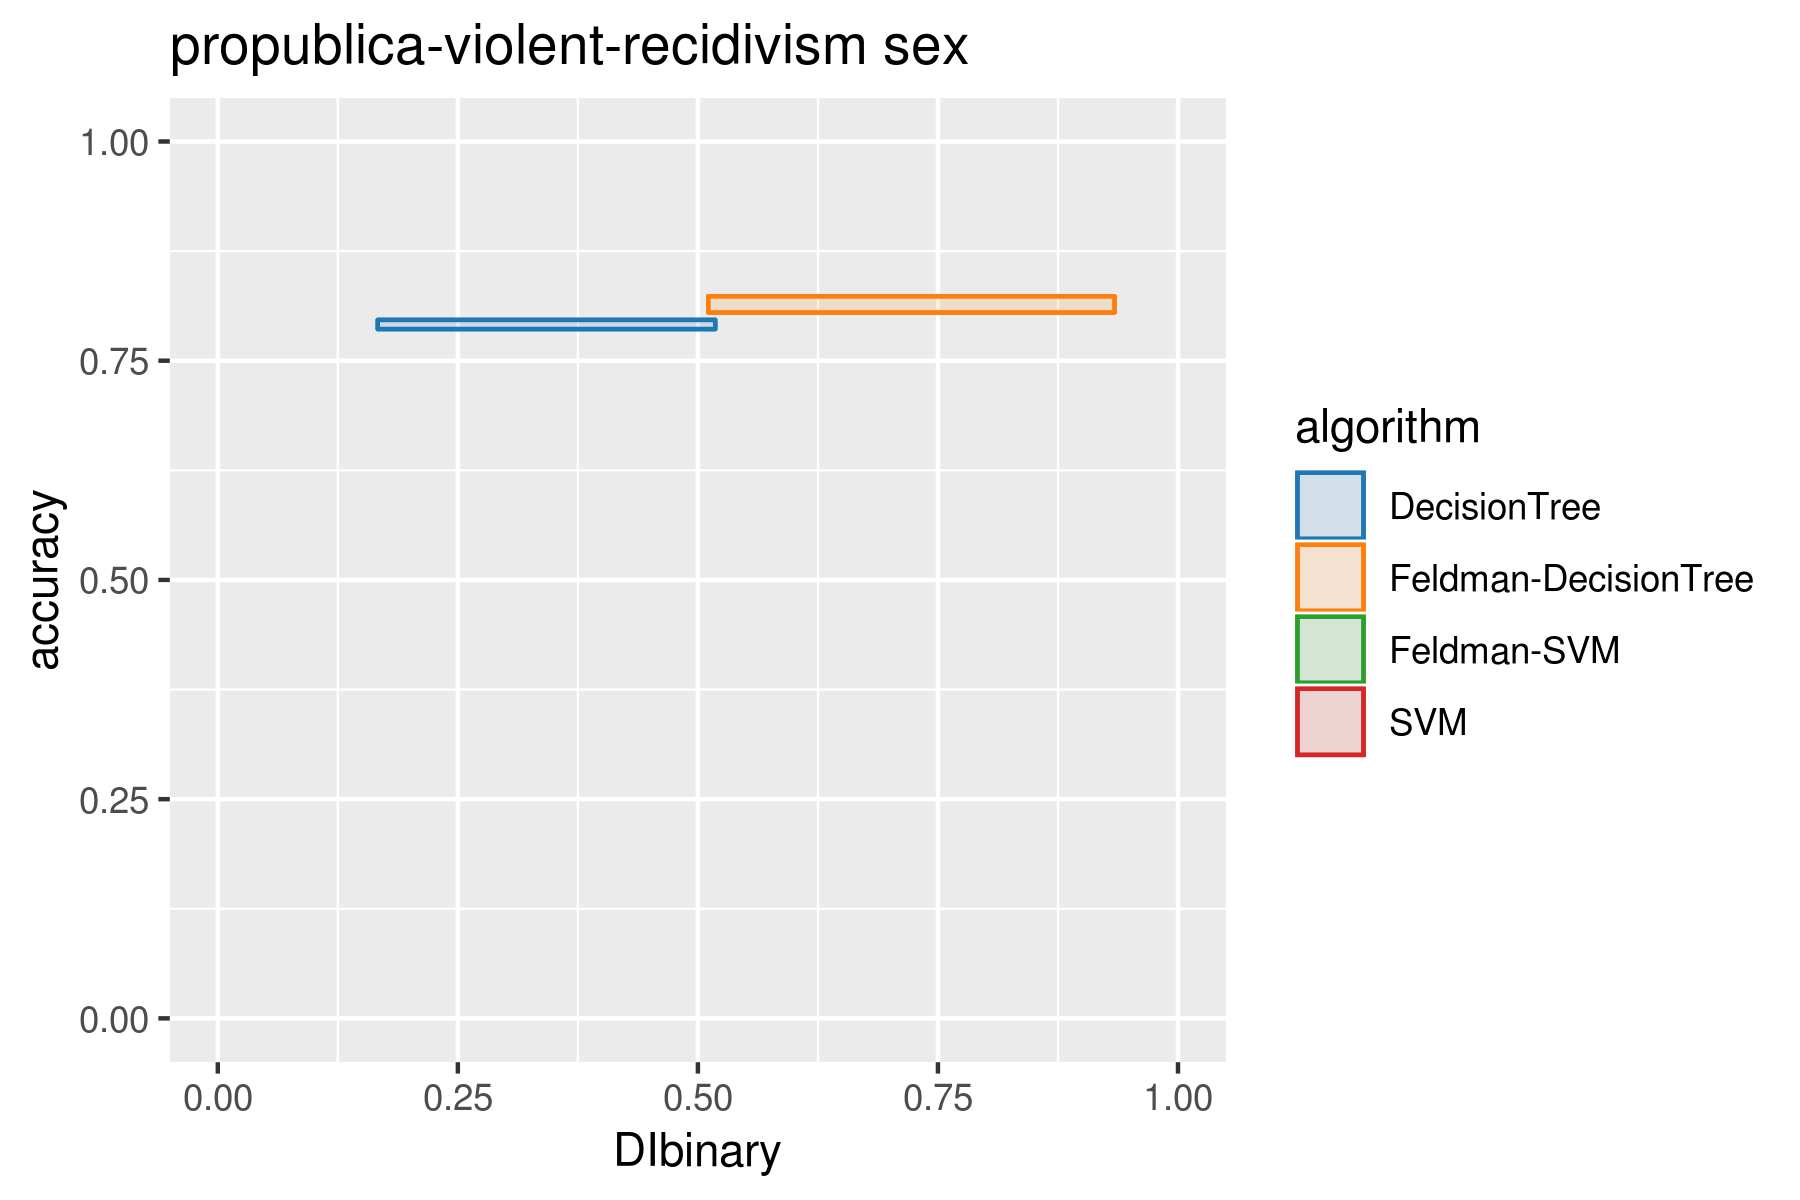 propublica-violent-recidivism sex
1.00
0.75
0.50
0.25
0.00
accuracy
0.00 0.25 0.50 0.75 1.00
DIbinary
algorithm
DecisionTree
Feldman-DecisionTree
Feldman-SVM
SVM